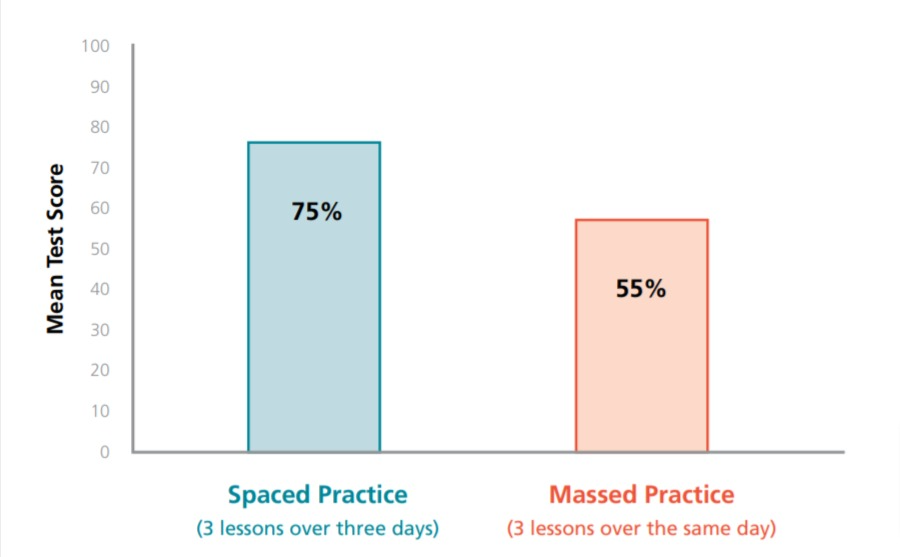 Mean Test Score
100
90
80
70
60
50
40
30
20
10
0
75%
55%
Spaced Practice
(3 lessons over three days)
Massed Practice
(3 lessons over the same day)